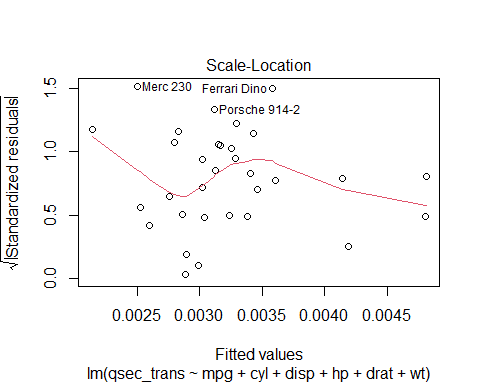 Scale-Location
√|Standardized residuals|
1.5
1.0
0.5
0.0
Merc 230
Ferrari Dino
Porsche 914-2
0.0025 0.0030 0.0035 0.0040 0.0045
Fitted values
lm(qsec_trans ~ mpg + cyl + disp + hp + drat + wt)